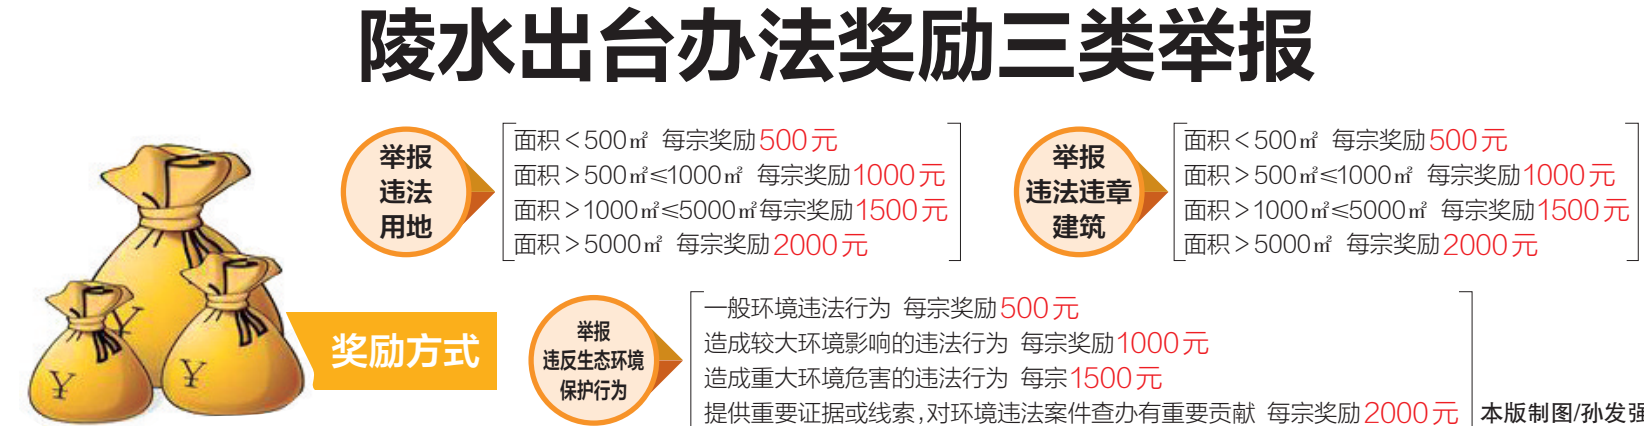 陵水出台办法奖励三类举报
举报
违法
用地
面积＜500㎡ 每宗奖励500元
面积＞500㎡≤1000㎡ 每宗奖励1000元
面积＞1000㎡≤5000㎡每宗奖励1500元
面积＞5000㎡ 每宗奖励2000元
举报
违法违章
建筑
面积＜500㎡ 每宗奖励500元
面积＞500㎡≤1000㎡ 每宗奖励1000元
面积＞1000㎡≤5000㎡ 每宗奖励1500元
面积＞5000㎡ 每宗奖励2000元
¥
¥
¥
奖励方式
举报
违反生态环境
保护行为
一般环境违法行为 每宗奖励500元
造成较大环境影响的违法行为 每宗奖励1000元
造成重大环境危害的违法行为 每宗1500元
提供重要证据或线索,对环境违法案件查办有重要贡献 每宗奖励2000元
本版制图/孙发强